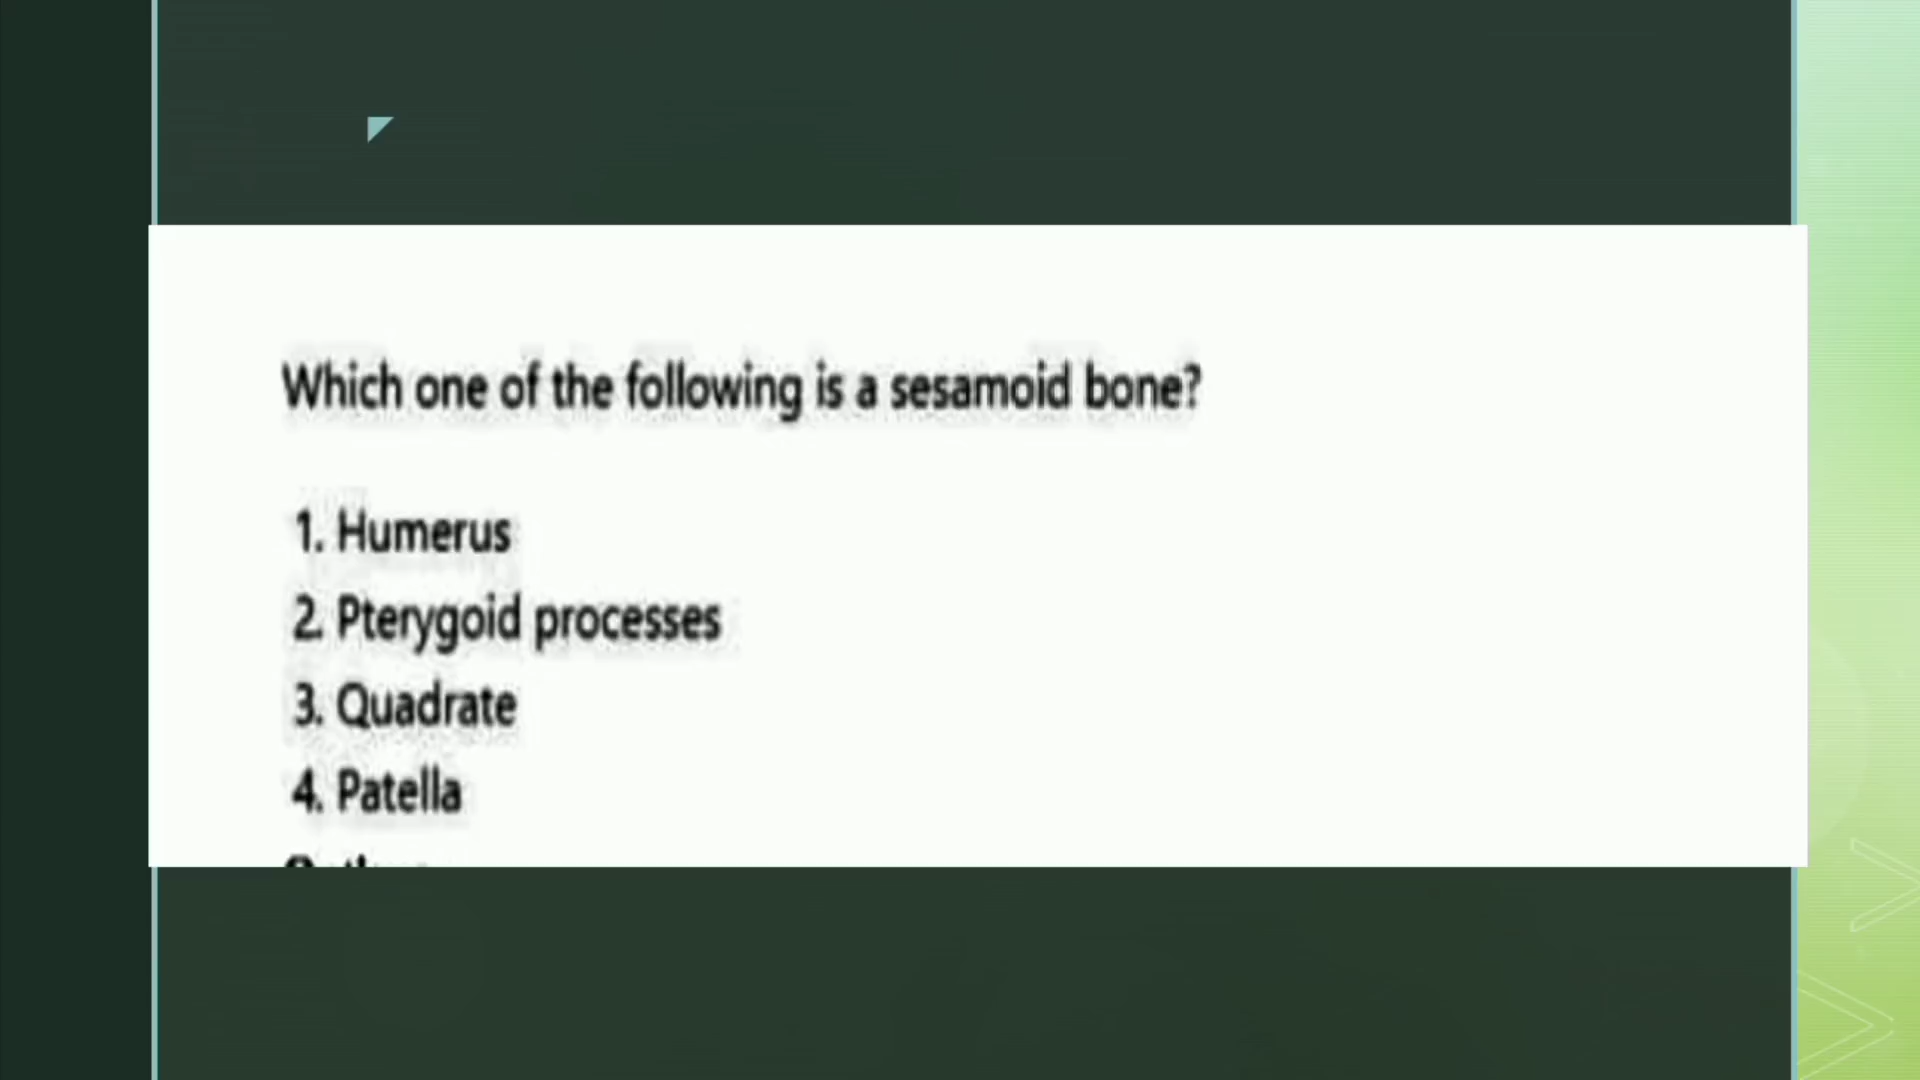 Which one of the following is a sesamoid bone?
1. Humerus
2. Pterygoid processes
3. Quadrate
4. Patella